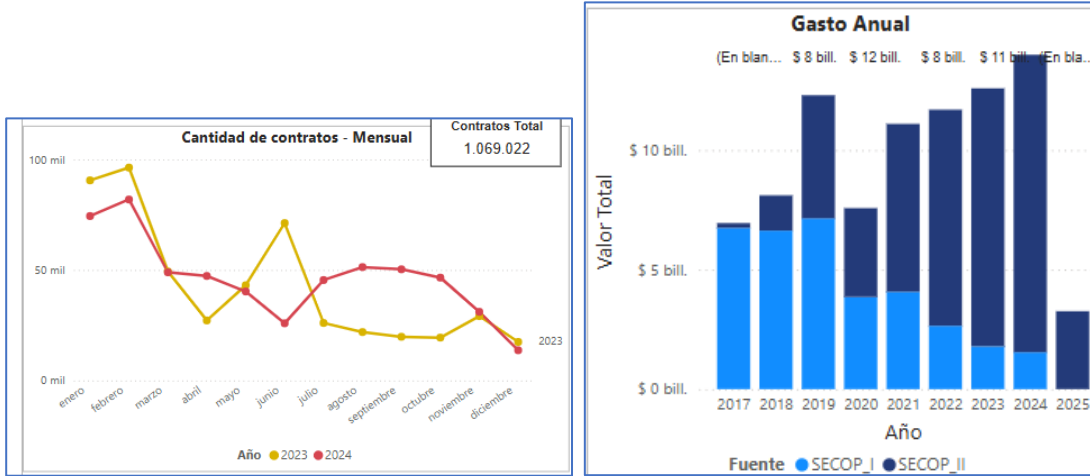 Cantidad de contratos - Mensual
Contratos Total
1.069.022
100 mil
50 mil
0 mil
2023
enero
febrero
marzo
abril
mayo
junio
julio
agosto
septiembre
octubre
noviembre
diciembre
Año 2023 2024
Gasto Anual
(En blan... $ 8 bill. $ 12 bill. $ 8 bill. $ 11 bill. (En bla...
Valor Total
$ 10 bill.
$ 5 bill.
$ 0 bill.
2017 2018 2019 2020 2021 2022 2023 2024 2025
Año
Fuente SECOP_I SECOP_II